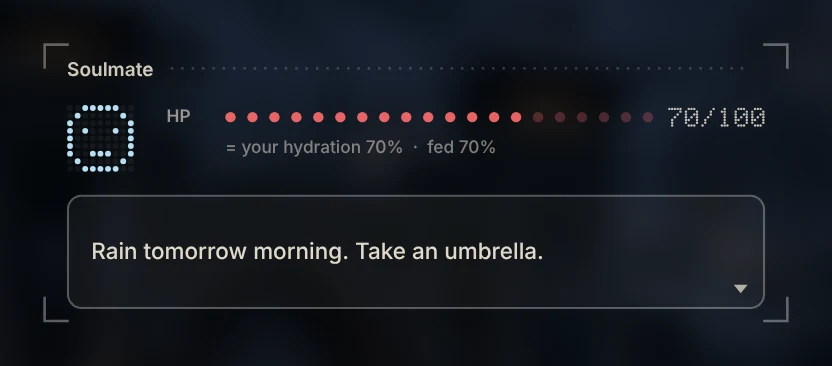 Soulmate
HP 70/100
= your hydration 70% · fed 70%
Rain tomorrow morning. Take an umbrella.